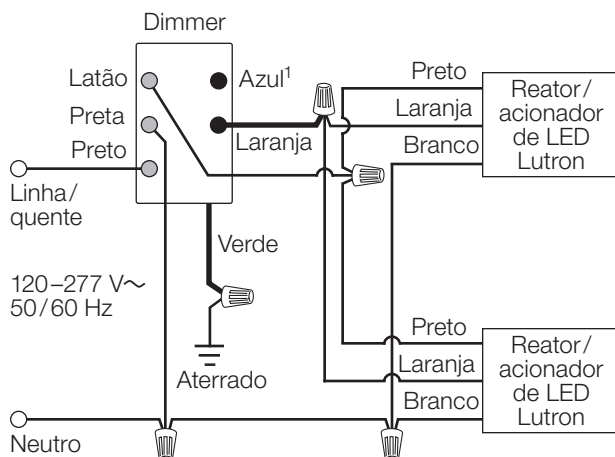 Dimmer
Latão
Azul¹
Preta
Laranja
Preto
Linha/
quente
Verde
120–277 V~
50/60 Hz
Aterrado
Neutro
Preto
Laranja
Branco
Reator/
acionador
de LED
Lutron
Preto
Laranja
Branco
Reator/
acionador
de LED
Lutron